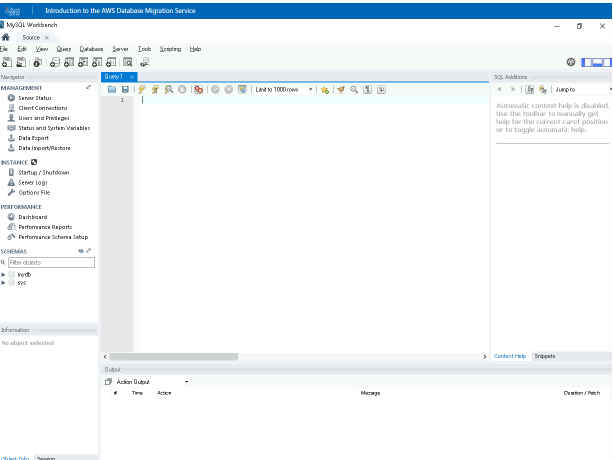 Introduction to the AWS Database Migration Service
MySQL Workbench
Source ×
File Edit View Query Database Server Tools Scripting Help
Navigator
MANAGEMENT
Server Status
Client Connections
Users and Privileges
Status and System Variables
Data Export
Data Import/Restore
INSTANCE
Startup / Shutdown
Server Logs
Options File
PERFORMANCE
Dashboard
Performance Reports
Performance Schema Setup
SCHEMAS
Filter objects
mydb
sys
Information
No object selected
Object Info Session
Query 1 ×
Limit to 1000 rows
1
SQL Additions
Jump to
Automatic context help is disabled.
Use the toolbar to manually get
help for the current caret position
or to toggle automatic help.
Context Help Snippets
Output
Action Output
# Time Action Message Duration / Fetch